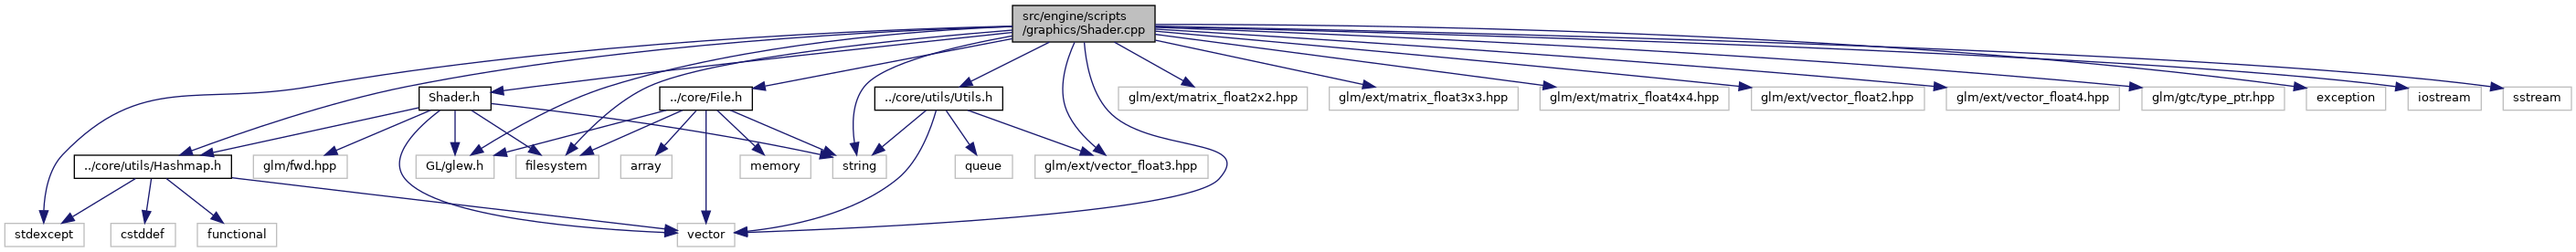 src/engine/scripts
/graphics/Shader.cpp
Shader.h
../core/File.h
../core/utils/Utils.h
glm/ext/matrix_float2x2.hpp
glm/ext/matrix_float3x3.hpp
glm/ext/matrix_float4x4.hpp
glm/ext/vector_float2.hpp
glm/ext/vector_float4.hpp
glm/gtc/type_ptr.hpp
exception
iostream
sstream
../core/utils/Hashmap.h
glm/fwd.hpp
GL/glew.h
filesystem
array
memory
string
queue
glm/ext/vector_float3.hpp
stdexcept
cstddef
functional
vector